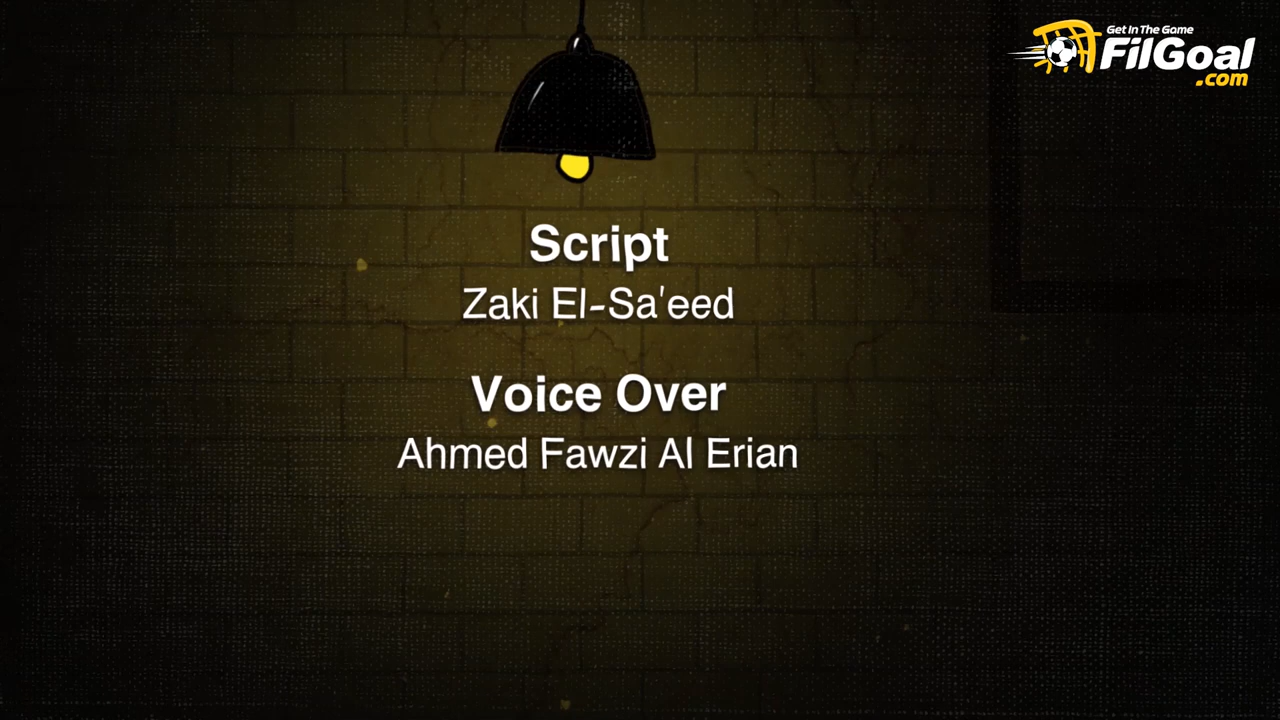 Get In The Game
FilGoal
.com
Script
Zaki El-Sa'eed
Voice Over
Ahmed Fawzi Al Erian